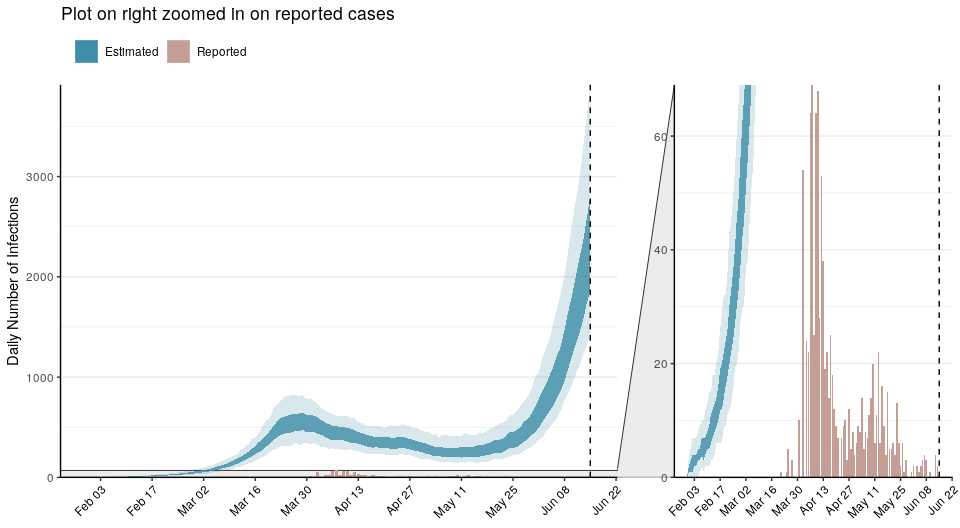 Plot on right zoomed in on reported cases
Estimated Reported
Daily Number of Infections
3000
2000
1000
0
Feb 03 Feb 17 Mar 02 Mar 16 Mar 30 Apr 13 Apr 27 May 11 May 25 Jun 08 Jun 22
60
40
20
0
Feb 03 Feb 17 Mar 02 Mar 16 Mar 30 Apr 13 Apr 27 May 11 May 25 Jun 08 Jun 22